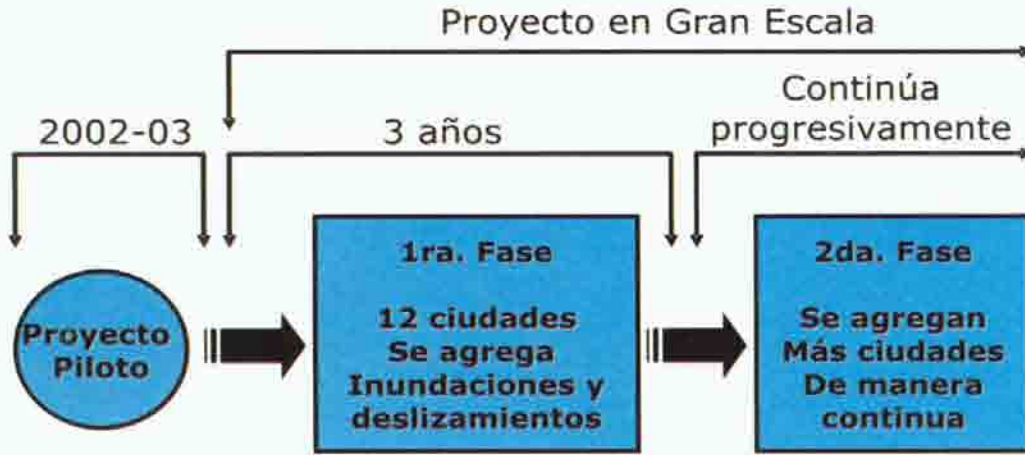 Proyecto en Gran Escala
2002-03
3 años
Continúa
progresivamente
Proyecto
Piloto
1ra. Fase
12 ciudades
Se agrega
Inundaciones y
deslizamientos
2da. Fase
Se agregan
Más ciudades
De manera
continua